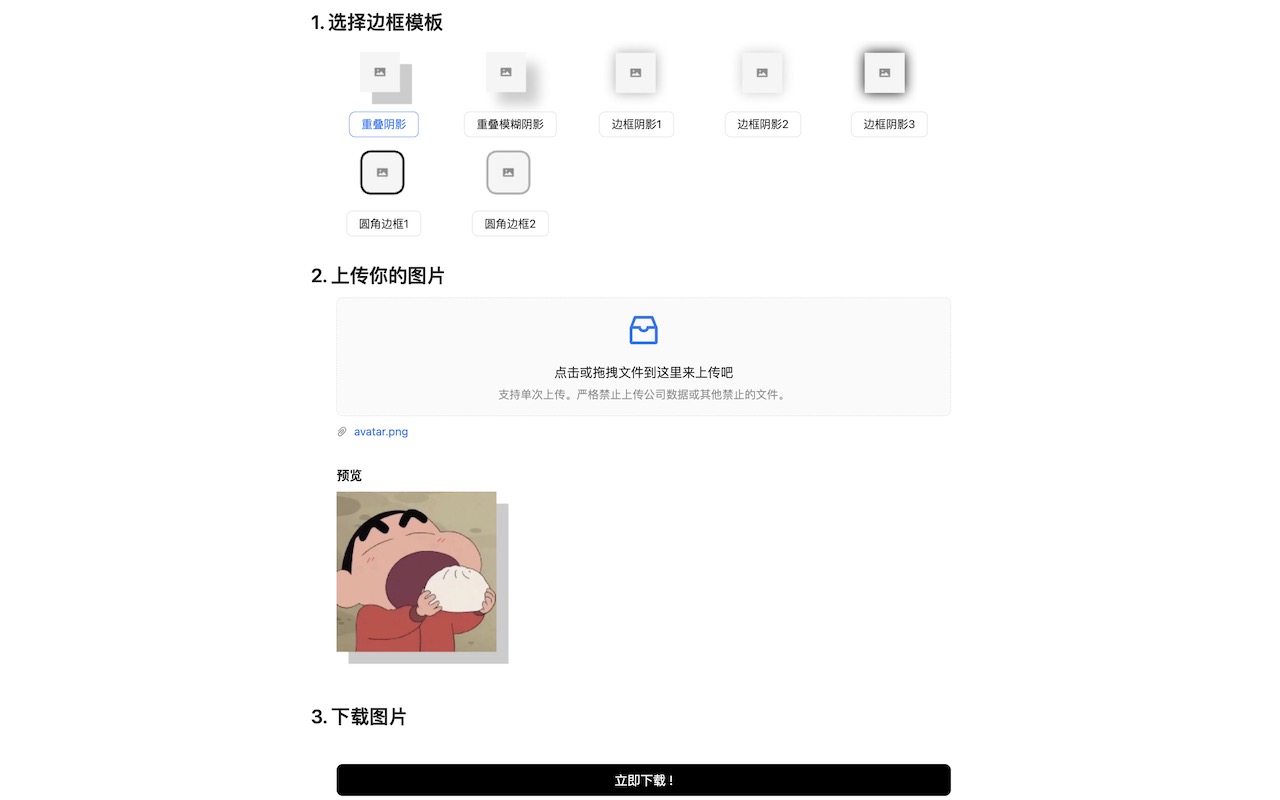 1. 选择边框模板
重叠阴影
重叠模糊阴影
边框阴影1
边框阴影2
边框阴影3
圆角边框1
圆角边框2
2. 上传你的图片
点击或拖拽文件到这里来上传吧
支持单次上传。严格禁止上传公司数据或其他禁止的文件。
avatar.png
预览
3. 下载图片
立即下载！